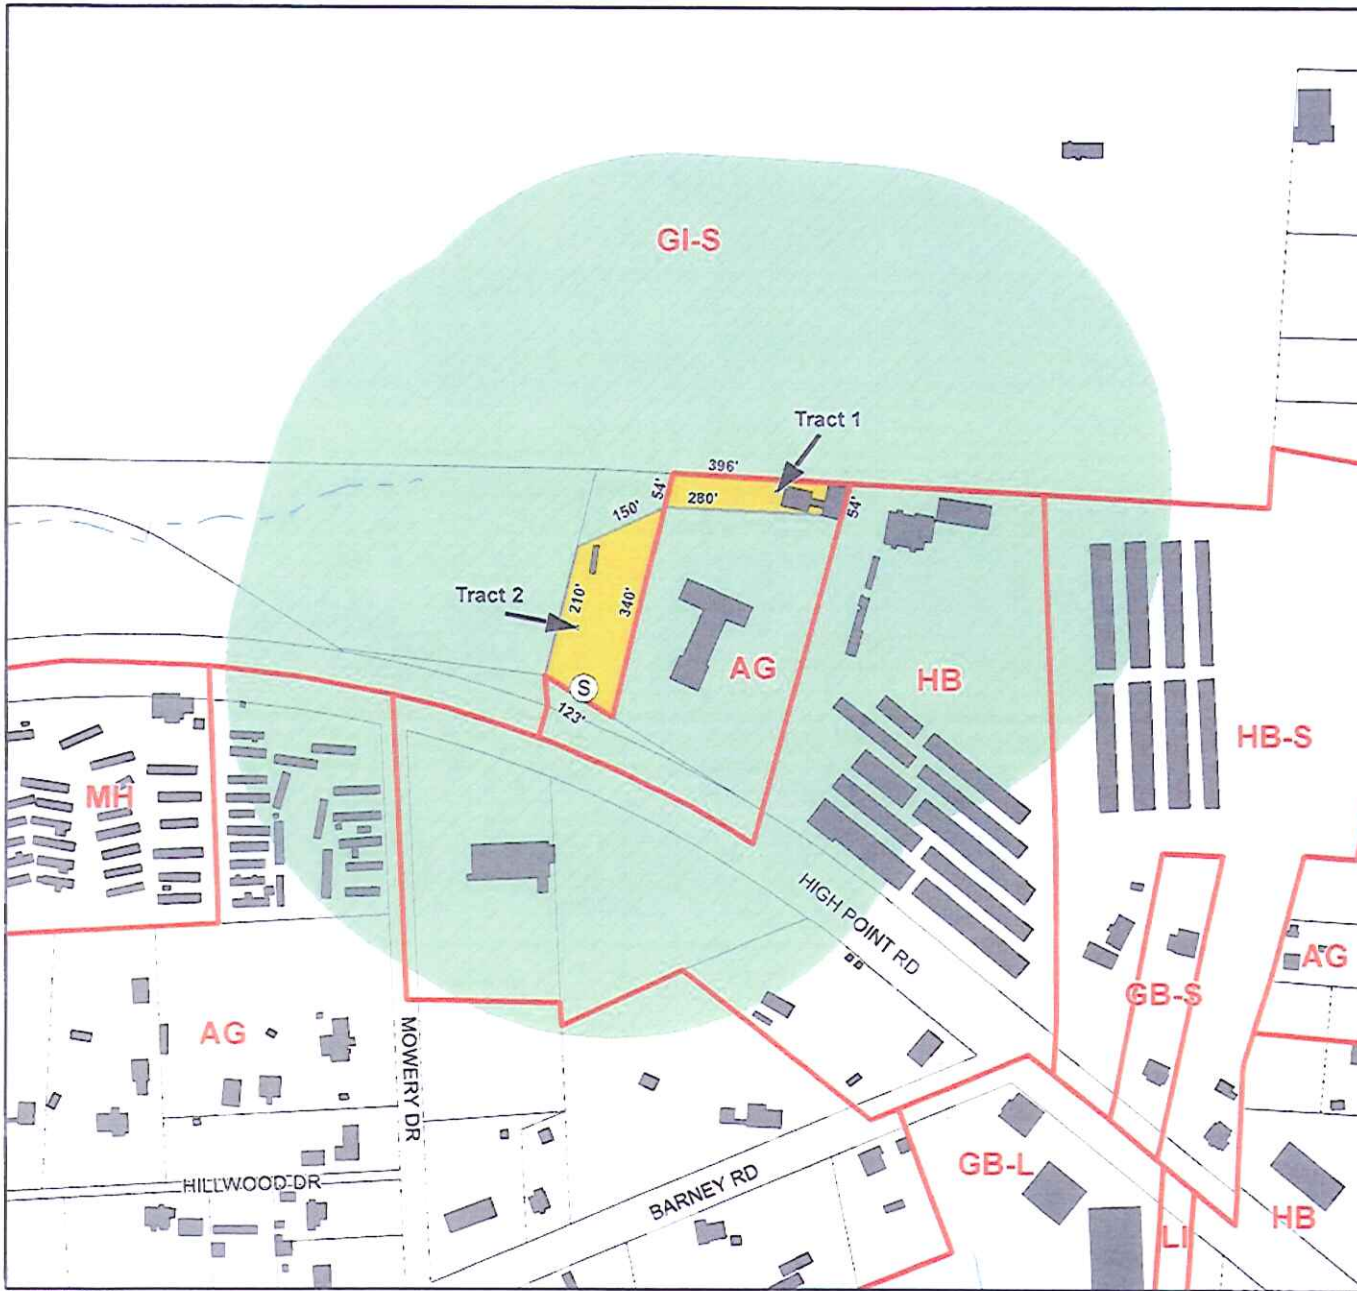 GI-S
Tract 1
396'
54'
280'
54'
150'
Tract 2
210'
340'
S
123'
AG
HB
HB-S
MH
HIGH POINT RD
AG
GB-S
AG
MOWERY DR
HILLWOOD DR
BARNEY RD
GB-L
LI
HB